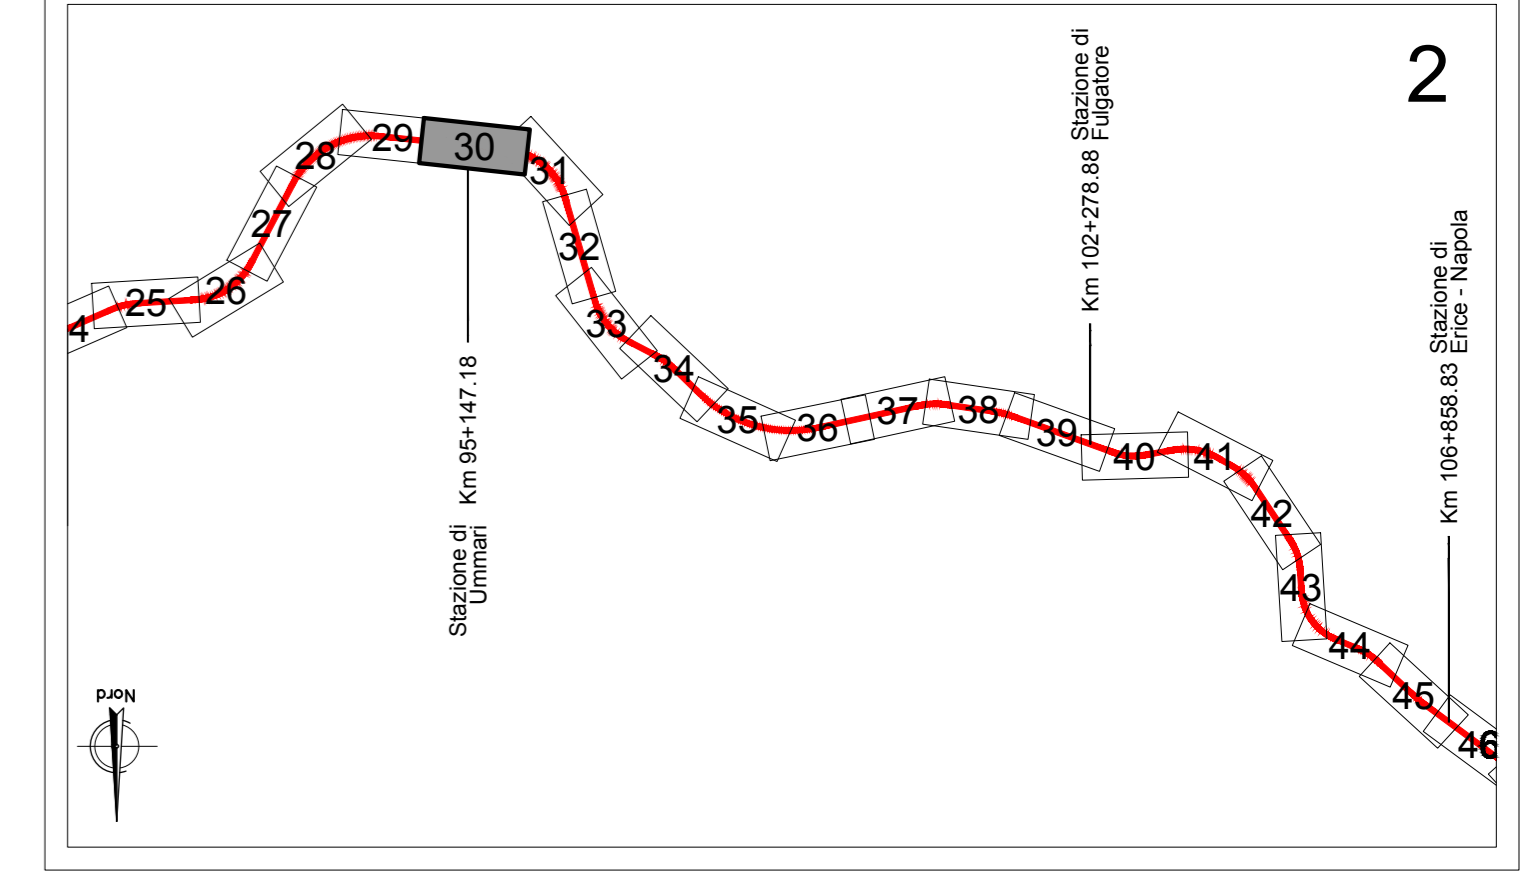 2
Stazione di
Fulgatore
Km 102+278.88
Stazione di
Erice - Napola
Km 106+858.83
Km 95+147.18
Stazione di
Ummari
4
25
26
27
28
29
30
31
32
33
34
35
36
37
38
39
40
41
42
43
44
45
46
Nord